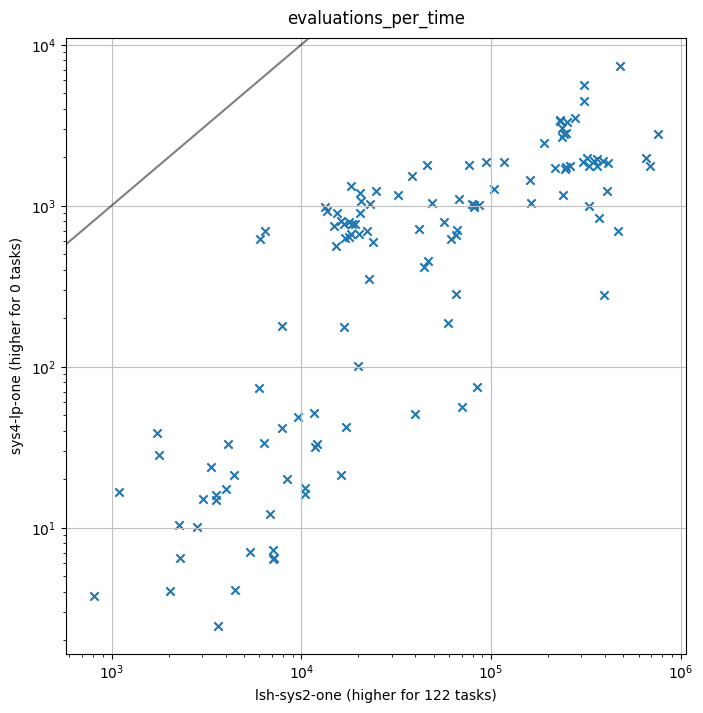 evaluations_per_time
sys4-lp-one (higher for 0 tasks)
10^4
10^3
10^2
10^1
10^3
10^4
10^5
10^6
lsh-sys2-one (higher for 122 tasks)